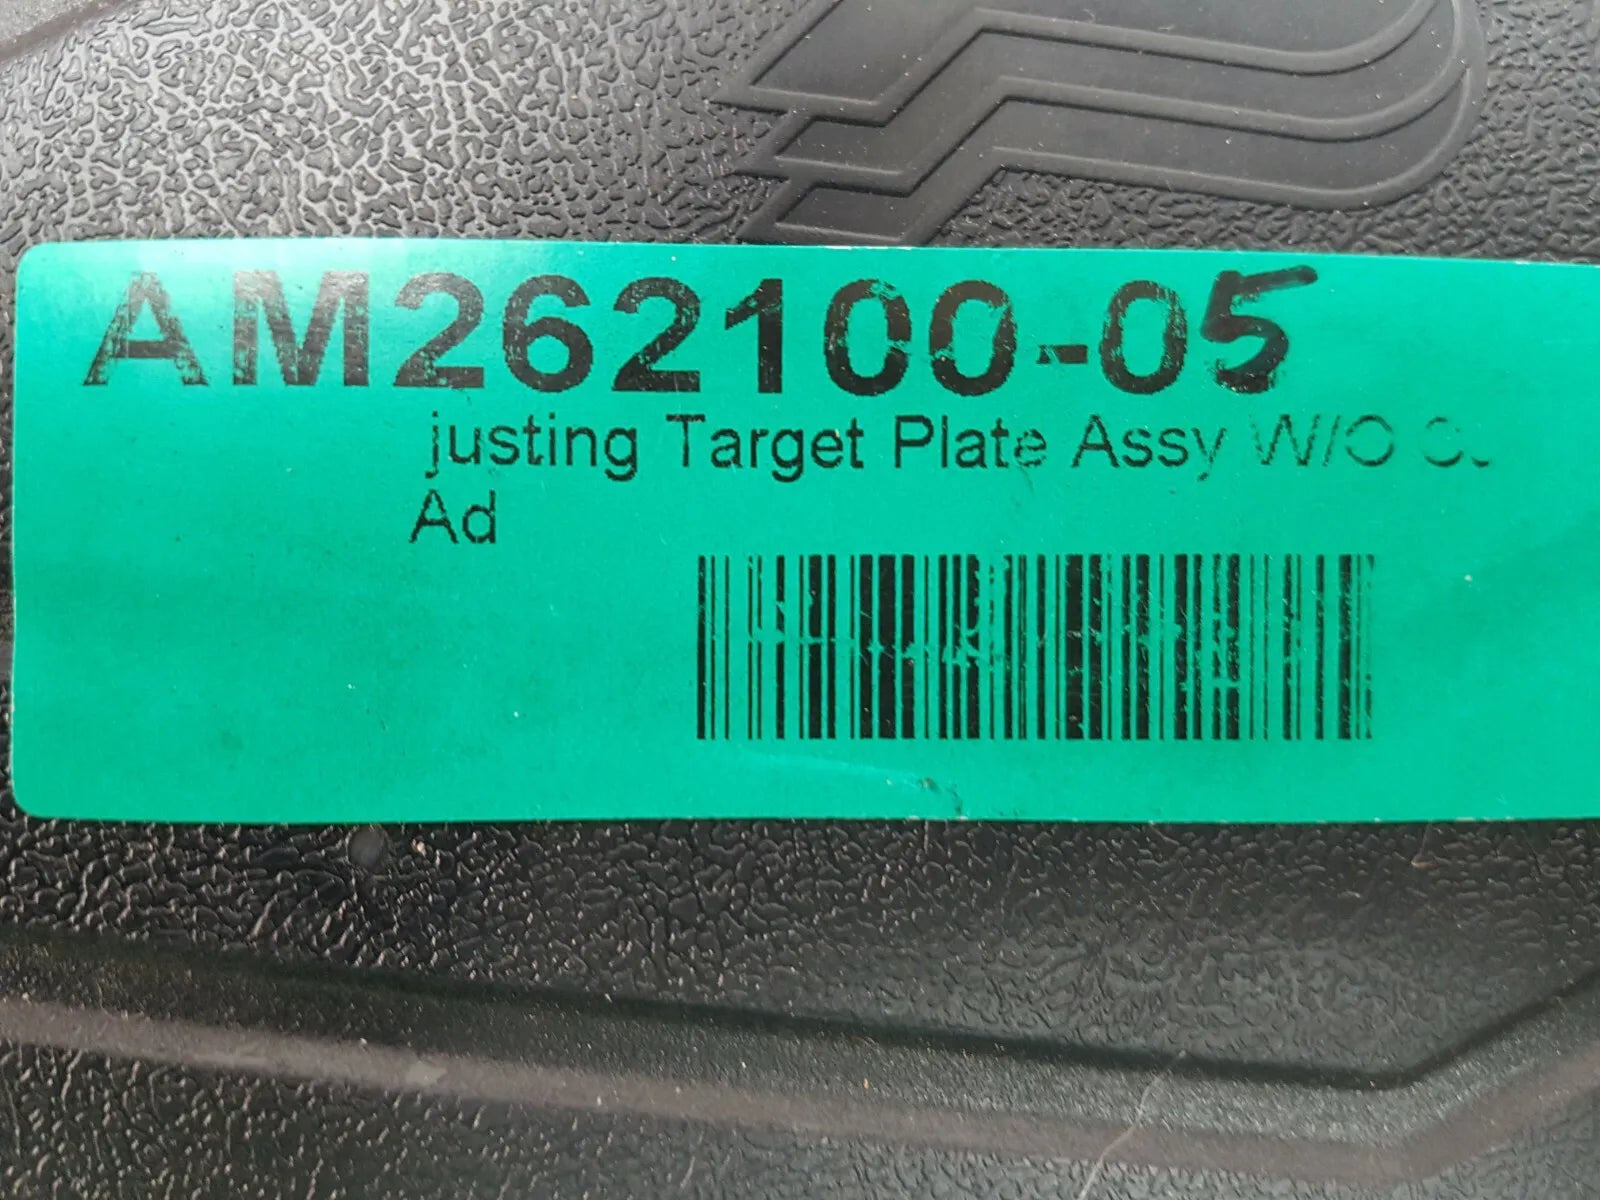 AM262100-05
justing Target Plate Assy W/O
Ad